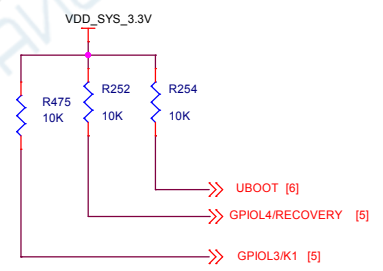 VDD_SYS_3.3V
R475
10K
R252
10K
R254
10K
UBOOT [6]
GPIOL4/RECOVERY [5]
GPIOL3/K1 [5]